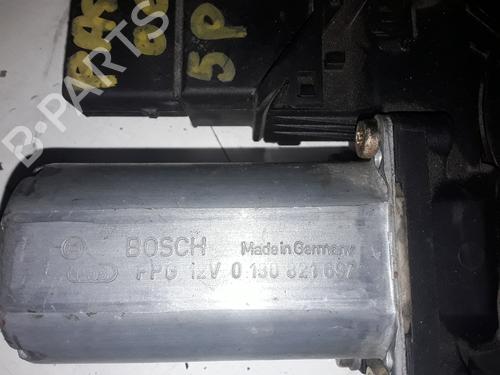 5P
BOSCH Made in Germany
FPG 12V 0 130 821 697
B-PARTS